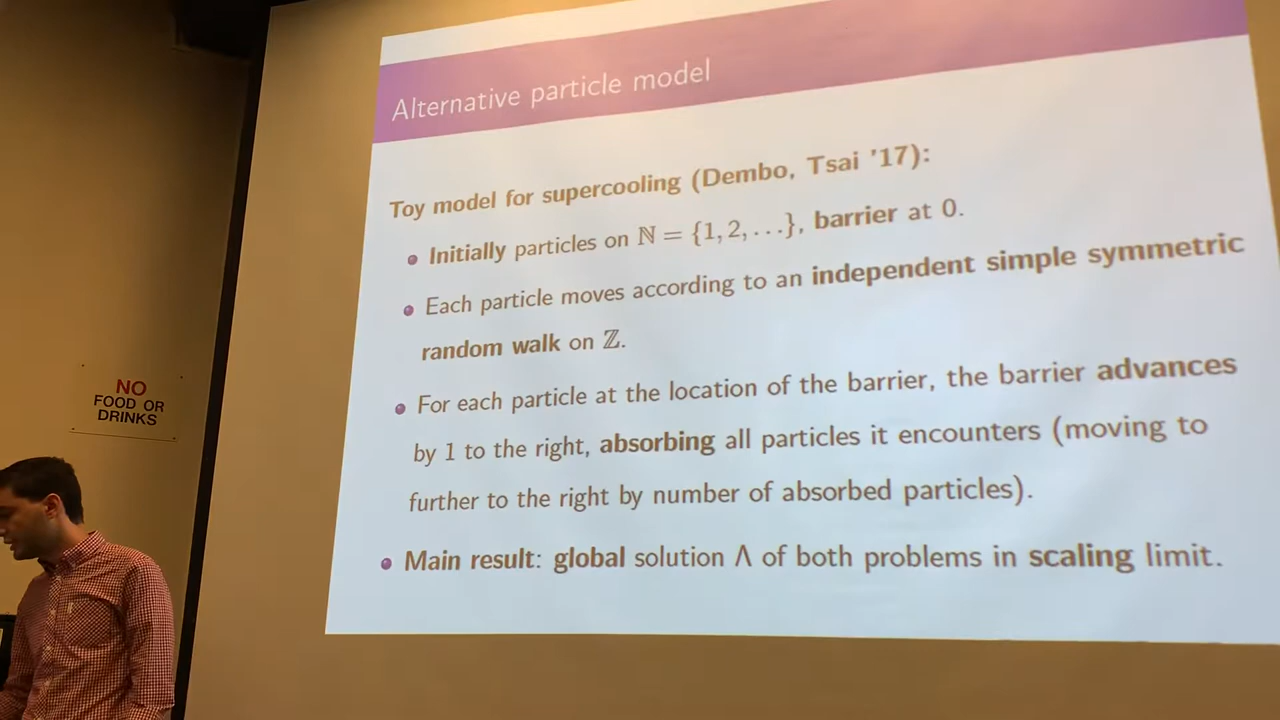 Alternative particle model
Toy model for supercooling (Dembo, Tsai '17):
Initially particles on ℕ = {1, 2, . . .}, barrier at 0.
Each particle moves according to an independent simple symmetric
random walk on ℤ.
For each particle at the location of the barrier, the barrier advances
by 1 to the right, absorbing all particles it encounters (moving to
further to the right by number of absorbed particles).
Main result: global solution Λ of both problems in scaling limit.
NO
FOOD OR
DRINKS